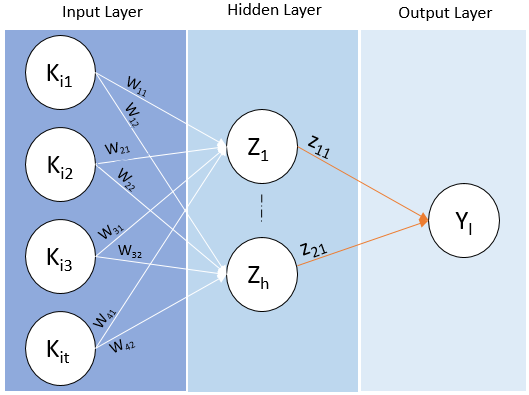 Input Layer
Hidden Layer
Output Layer
Ki1
Ki2
Ki3
Kit
W11
W12
W21
W22
W31
W32
W41
W42
Z1
Zh
Z11
Z21
Yl